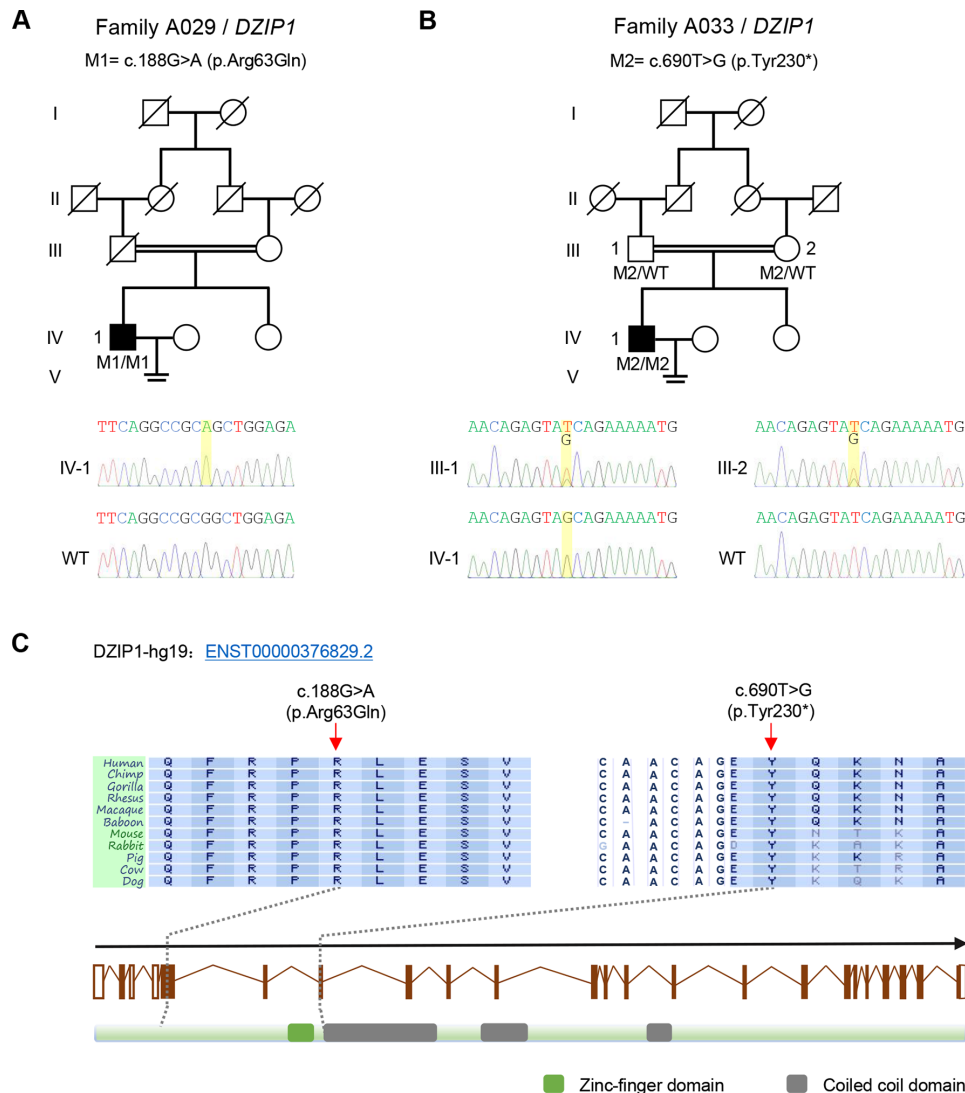 A
Family A029 / DZIP1
M1= c.188G>A (p.Arg63Gln)
I
II
III
IV
1
M1/M1
V
TTCAGGCCGCAGCTGGAGA
IV-1
TTCAGGCCGCGGCTGGAGA
WT
B
Family A033 / DZIP1
M2= c.690T>G (p.Tyr230*)
I
II
III
1
2
M2/WT
M2/WT
IV
1
M2/M2
V
AACAGAGTATCAGAAAAATG
G
III-1
AACAGAGTATCAGAAAAATG
G
III-2
AACAGAGTAGCAGAAAAATG
IV-1
AACAGAGTATCAGAAAAATG
WT
C
DZIP1-hg19: ENST00000376829.2
c.188G>A
(p.Arg63Gln)
c.690T>G
(p.Tyr230*)
Human Q F R P R L E S V C A A C A G E Y Q K N A
Chimp Q F R P R L E S V C A A C A G E Y Q K N A
Gorilla Q F R P R L E S V C A A C A G E Y Q K N A
Rhesus Q F R P R L E S V C A A C A G E Y Q K N A
Macaque Q F R P R L E S V C A A C A G E Y Q K N A
Baboon Q F R P R L E S V C - A C A G E Y Q K N A
Mouse Q F R P R L E S V C A A C A G E Y N T K A
Rabbit Q F R P R L E S V G A A C A G D Y K A K A
Pig Q F R P R L E S V C A A C A G E Y K K R A
Cow Q F R P R L E S V C A A C A G E Y K T R A
Dog Q F R P R L E S V C A A C A G E Y K Q K A
Zinc-finger domain
Coiled coil domain